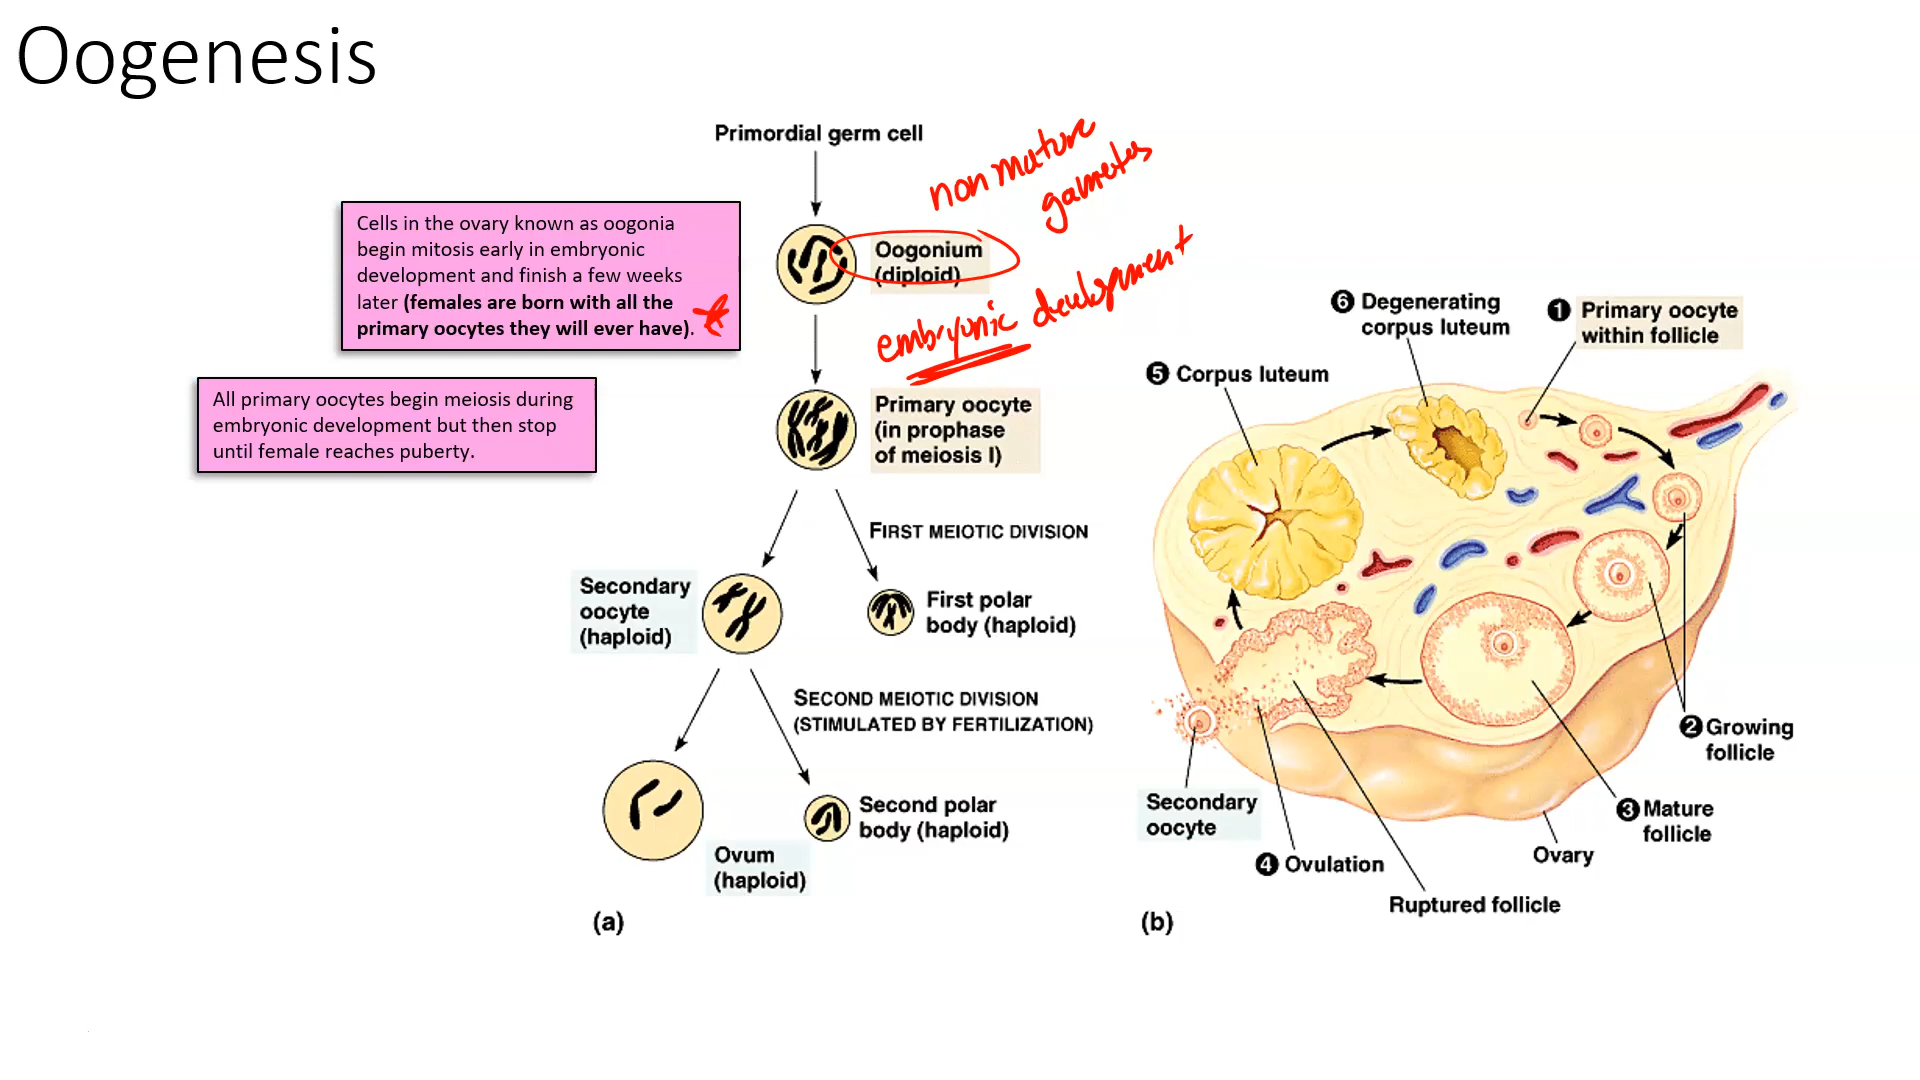 Oogenesis
Primordial germ cell
non mature
gametes
Cells in the ovary known as oogonia
begin mitosis early in embryonic
development and finish a few weeks
later (females are born with all the
primary oocytes they will ever have).
Oogonium
(diploid)
embryonic development
All primary oocytes begin meiosis during
embryonic development but then stop
until female reaches puberty.
Primary oocyte
(in prophase
of meiosis I)
FIRST MEIOTIC DIVISION
Secondary
oocyte
(haploid)
First polar
body (haploid)
SECOND MEIOTIC DIVISION
(STIMULATED BY FERTILIZATION)
Second polar
body (haploid)
Ovum
(haploid)
(a)
6 Degenerating
corpus luteum
1 Primary oocyte
within follicle
5 Corpus luteum
2 Growing
follicle
Secondary
oocyte
3 Mature
follicle
4 Ovulation
Ovary
Ruptured follicle
(b)